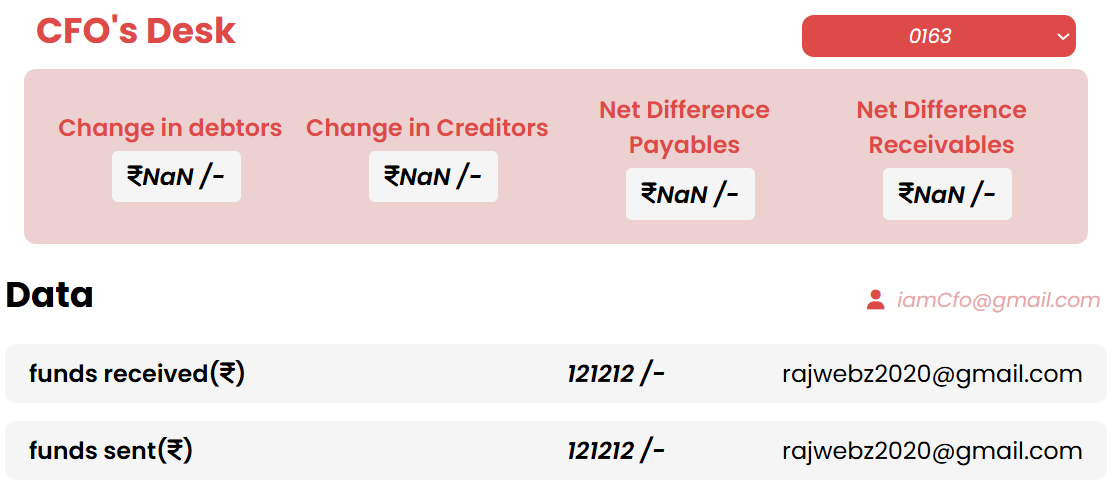 CFO's Desk
0163
Change in debtors
₹NaN /-
Change in Creditors
₹NaN /-
Net Difference
Payables
₹NaN /-
Net Difference
Receivables
₹NaN /-
Data
iamCfo@gmail.com
funds received(₹) 121212 /- rajwebz2020@gmail.com
funds sent(₹) 121212 /- rajwebz2020@gmail.com